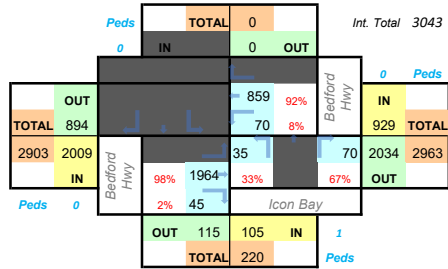 Peds TOTAL 0 Int. Total 3043
0 IN 0 OUT
0 Peds
OUT 859 92% Bedford Hwy IN
TOTAL 894 70 8% 929 TOTAL
2903 2009 35 70 2034 2963
IN Bedford Hwy 98% 1964 33% 67% OUT
Peds 0 2% 45 Icon Bay
OUT 115 105 IN 1
TOTAL 220 Peds